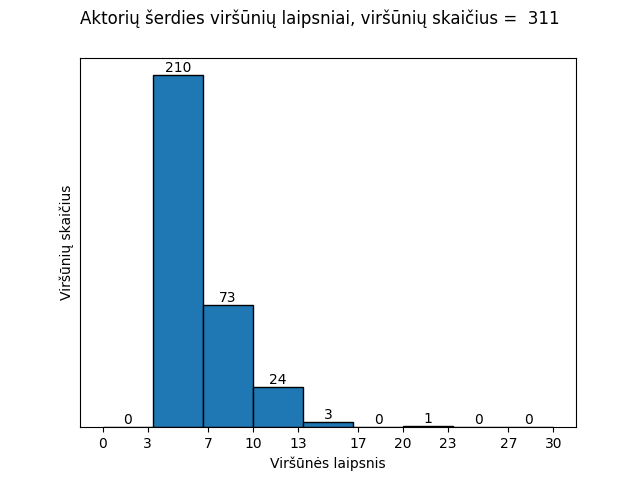 Aktorių šerdies viršūnių laipsniai, viršūnių skaičius =  311
Viršūnių skaičius
0
210
73
24
3
0
1
0
0
0 3 7 10 13 17 20 23 27 30
Viršūnės laipsnis